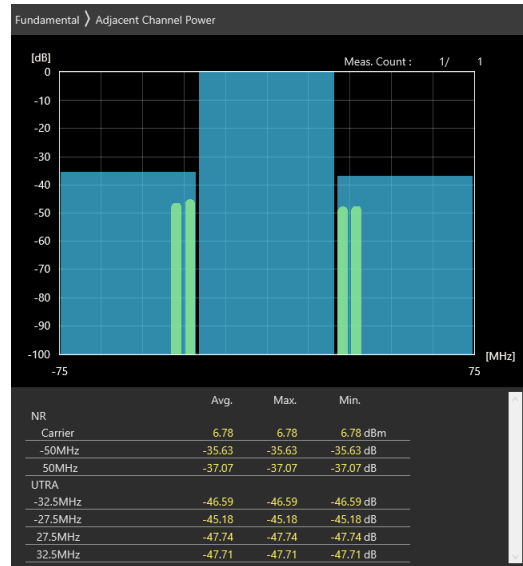 Fundamental 〉 Adjacent Channel Power
[dB]
Meas. Count : 1/ 1
0
-10
-20
-30
-40
-50
-60
-70
-80
-90
-100
[MHz]
-75 75
Avg. Max. Min.
NR
Carrier 6.78 6.78 6.78 dBm
-50MHz -35.63 -35.63 -35.63 dB
50MHz -37.07 -37.07 -37.07 dB
UTRA
-32.5MHz -46.59 -46.59 -46.59 dB
-27.5MHz -45.18 -45.18 -45.18 dB
27.5MHz -47.74 -47.74 -47.74 dB
32.5MHz -47.71 -47.71 -47.71 dB